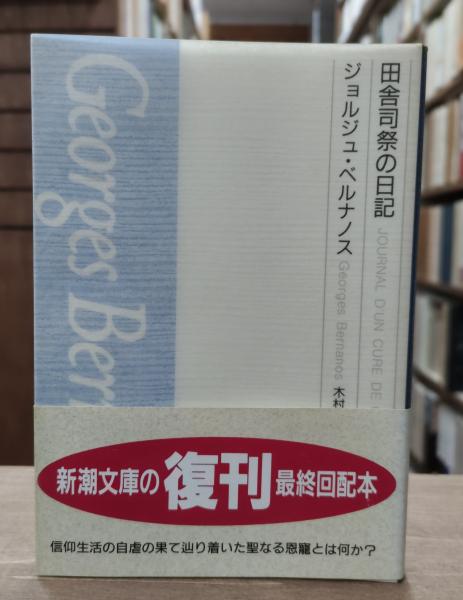 田舎司祭の日記 JOURNAL D'UN CURE DE
ジョルジュ・ベルナノス Georges Bernanos 木村
Georges Bern
新潮文庫の復刊最終回配本
信仰生活の自虐の果て辿り着いた聖なる恩寵とは何か?